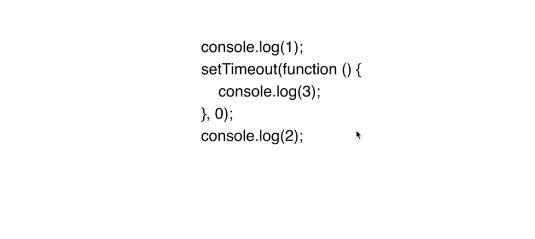 console.log(1);
setTimeout(function () {
console.log(3);
}, 0);
console.log(2);